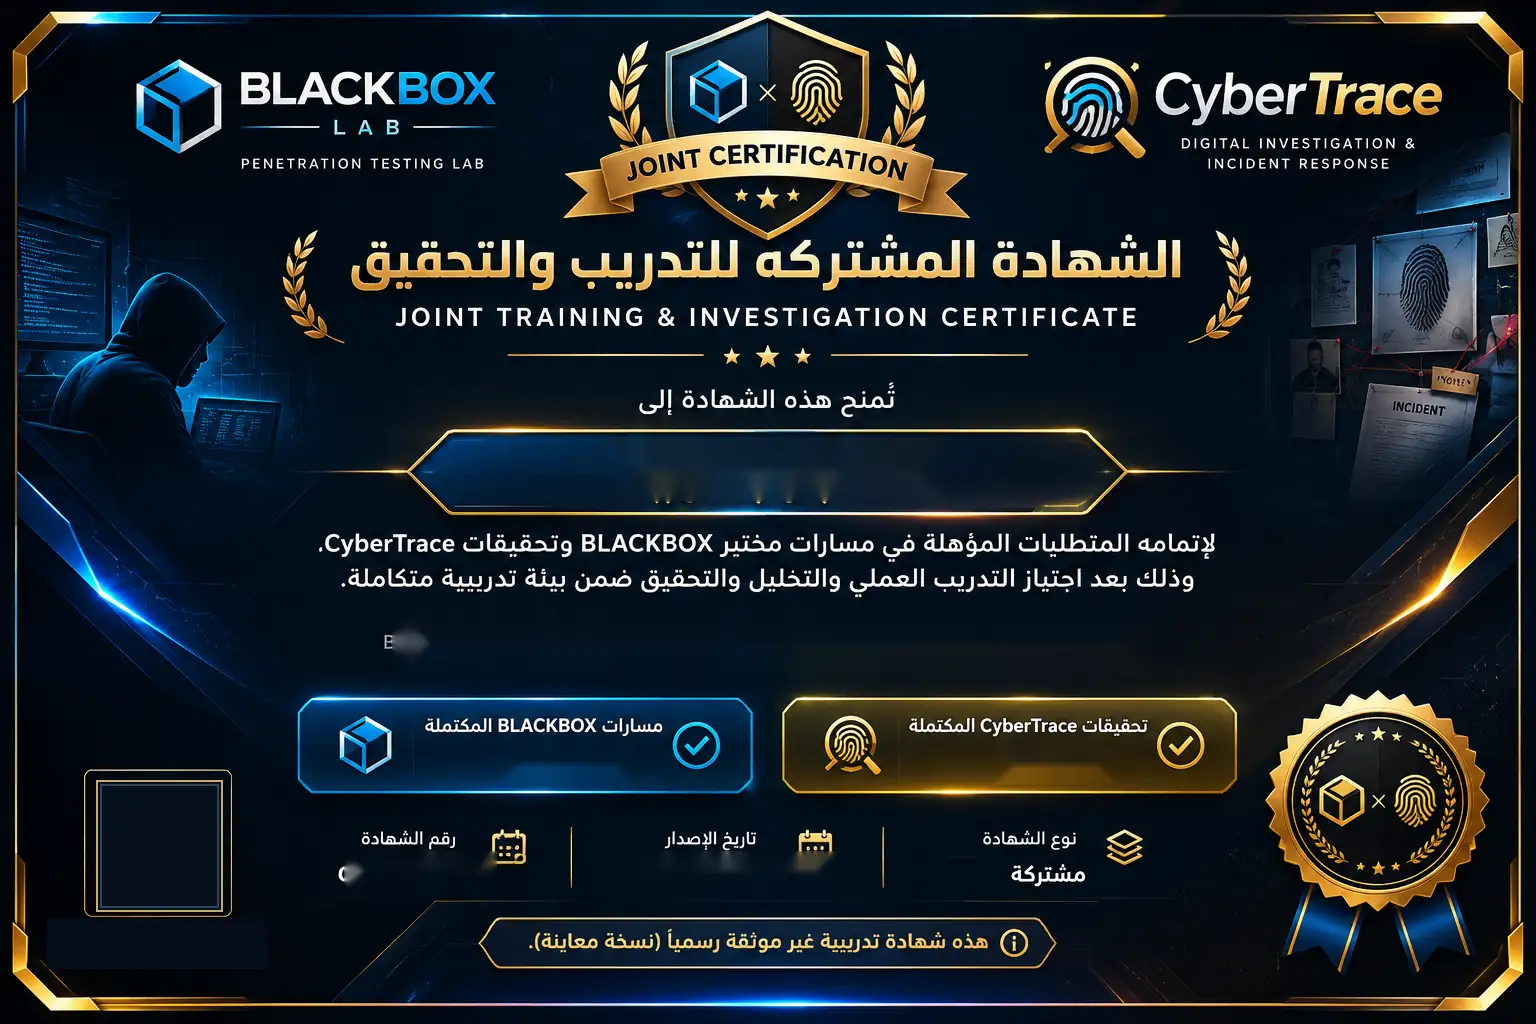 BLACKBOX
LAB
PENETRATION TESTING LAB
JOINT CERTIFICATION
CyberTrace
DIGITAL INVESTIGATION &
INCIDENT RESPONSE
الشهادة المشتركه للتدريب والتحقيق
JOINT TRAINING & INVESTIGATION CERTIFICATE
تُمنح هذه الشهادة إلى
INCIDENT
لإتمامه المتطلبات المؤهلة في مسارات مختير BLACKBOX وتحقيقات CyberTrace،
وذلك بعد اجتياز التدريب العملي والتخليل والتحقيق ضمن بيئة تدريبية متكاملة.
B
مسارات BLACKBOX المكتملة
تحقيقات CyberTrace المكتملة
نوع الشهادة
مشتركة
تاريخ الإصدار
رقم الشهادة
هذه شهادة تدريبية غير موثقة رسمياً (نسخة معاينة).